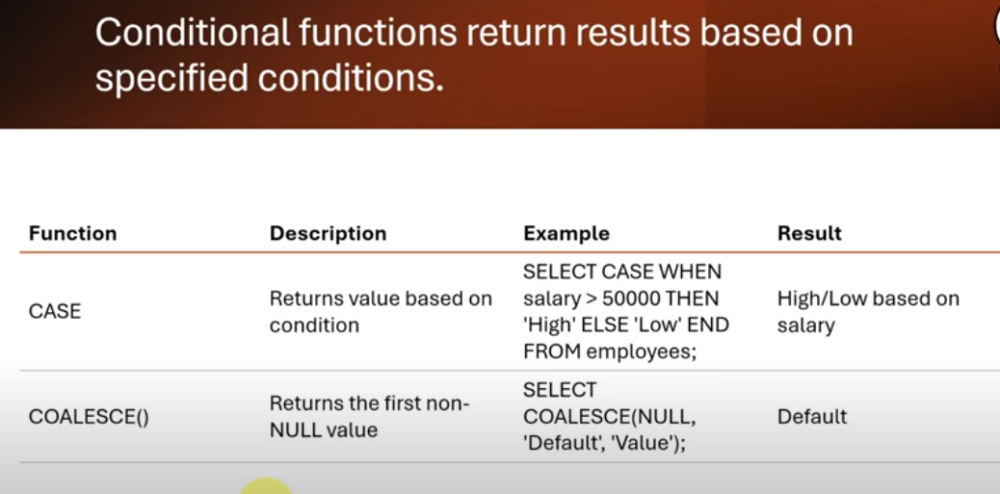 Conditional functions return results based on
specified conditions.
Function Description Example Result
CASE
Returns value based on
condition
SELECT CASE WHEN
salary > 50000 THEN
'High' ELSE 'Low' END
FROM employees;
High/Low based on
salary
COALESCE()
Returns the first non-
NULL value
SELECT
COALESCE(NULL,
'Default', 'Value');
Default